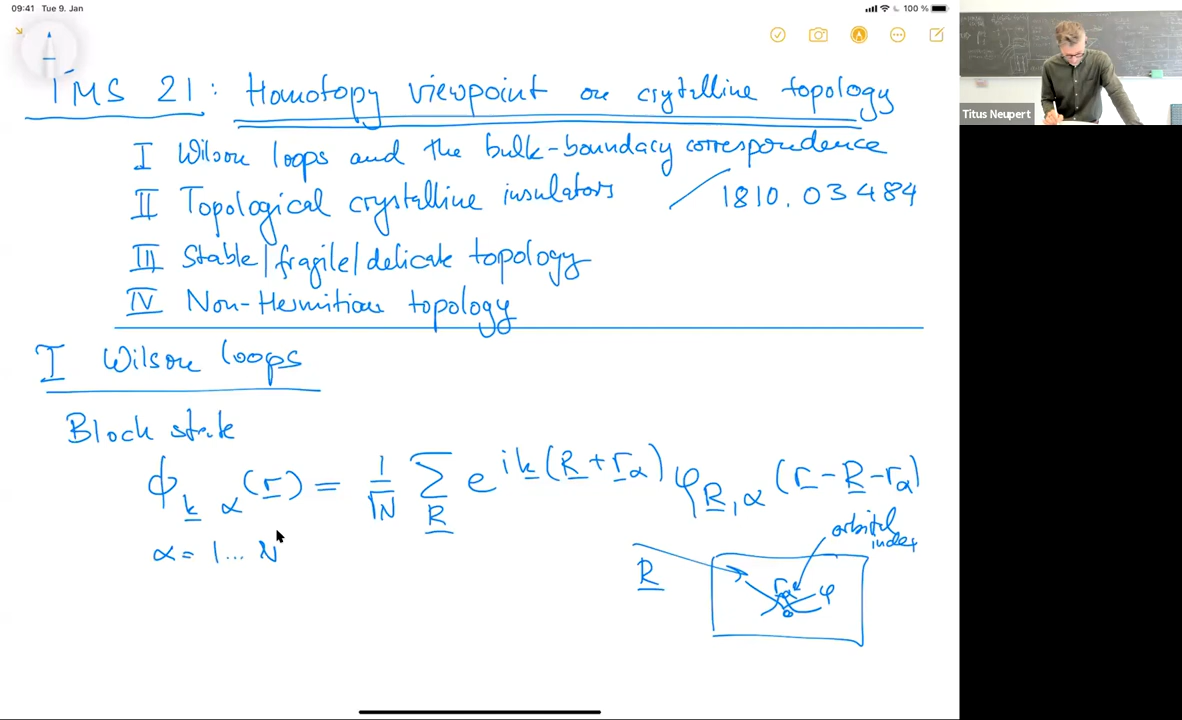 09:41 Tue 9. Jan
100 %
TMS 21: Homotopy viewpoint on crytalline topology
I Wilson loops and the bulk-boundary correspondence
II Topological crystalline insulators 1810.03484
III Stable/fragile/delicate topology
IV Non-Hermitian topology
Titus Neupert
I Wilson loops
Bloch state
ϕ_{k α}(r) = 1/√N Σ_R e^{ik(R+r_α)} φ_{R,α}(r-R-r_α)
α = 1... N
orbital
index
R
r_α φ